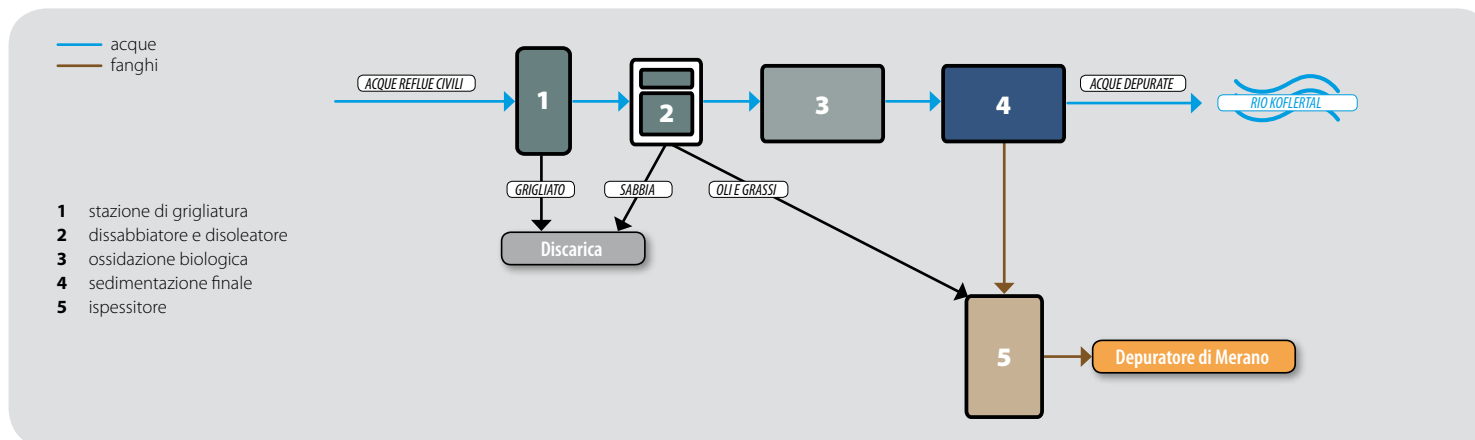 acque
fanghi
ACQUE REFLUE CIVILI
1
2
3
4
ACQUE DEPURATE
RIO KOFLERTAL
GRIGLIATO
SABBIA
OLI E GRASSI
Discarica
1 stazione di grigliatura
2 dissabbiatore e disoleatore
3 ossidazione biologica
4 sedimentazione finale
5 ispessitore
5
Depuratore di Merano